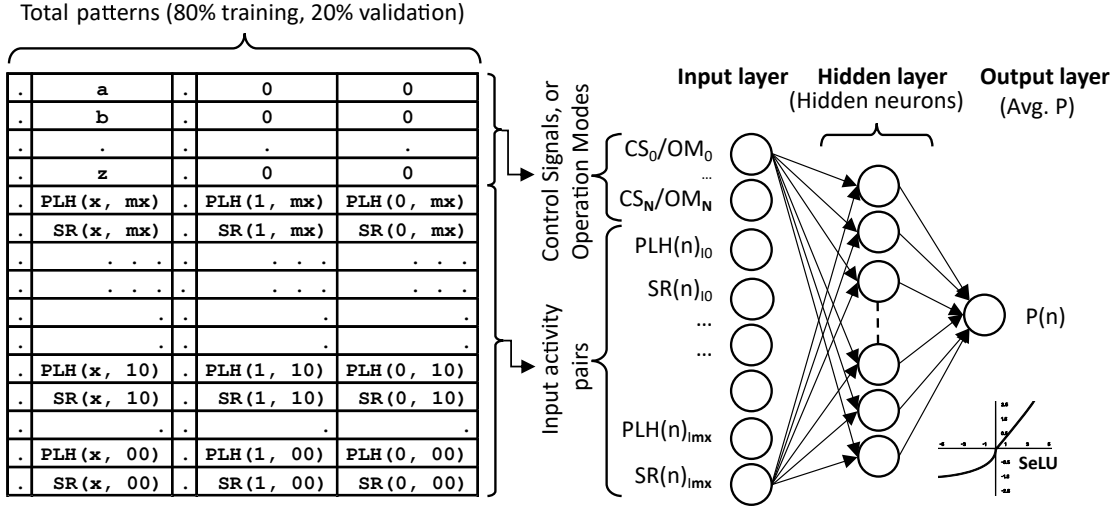 Total patterns (80% training, 20% validation)
. a . 0 0
. b . 0 0
. . . . .
. z . 0 0
. PLH(x, mx) . PLH(1, mx) PLH(0, mx)
. SR(x, mx) . SR(1, mx) SR(0, mx)
. . . . . . . . . . .
. . . . . . . . . . .
. . . . .
. . . . .
. PLH(x, 10) . PLH(1, 10) PLH(0, 10)
. SR(x, 10) . SR(1, 10) SR(0, 10)
. . . . .
. PLH(x, 00) . PLH(1, 00) PLH(0, 00)
. SR(x, 00) . SR(1, 00) SR(0, 00)
Control Signals, or
Operation Modes
Input activity
pairs
Input layer
Hidden layer
(Hidden neurons)
Output layer
(Avg. P)
CS0/OM0
...
CSN/OMN
PLH(n)I0
SR(n)I0
...
...
PLH(n)Imx
SR(n)Imx
P(n)
SeLU